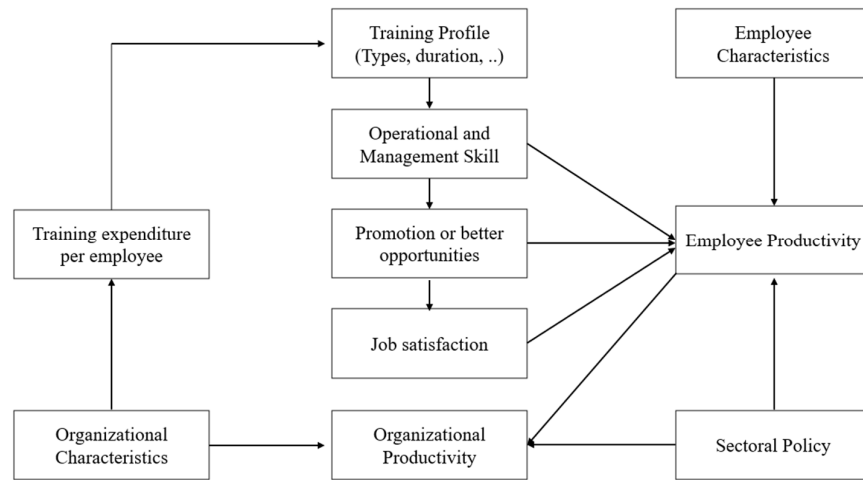 Training Profile
(Types, duration, ..)
Employee
Characteristics
Operational and
Management Skill
Training expenditure
per employee
Promotion or better
opportunities
Employee Productivity
Job satisfaction
Organizational
Characteristics
Organizational
Productivity
Sectoral Policy